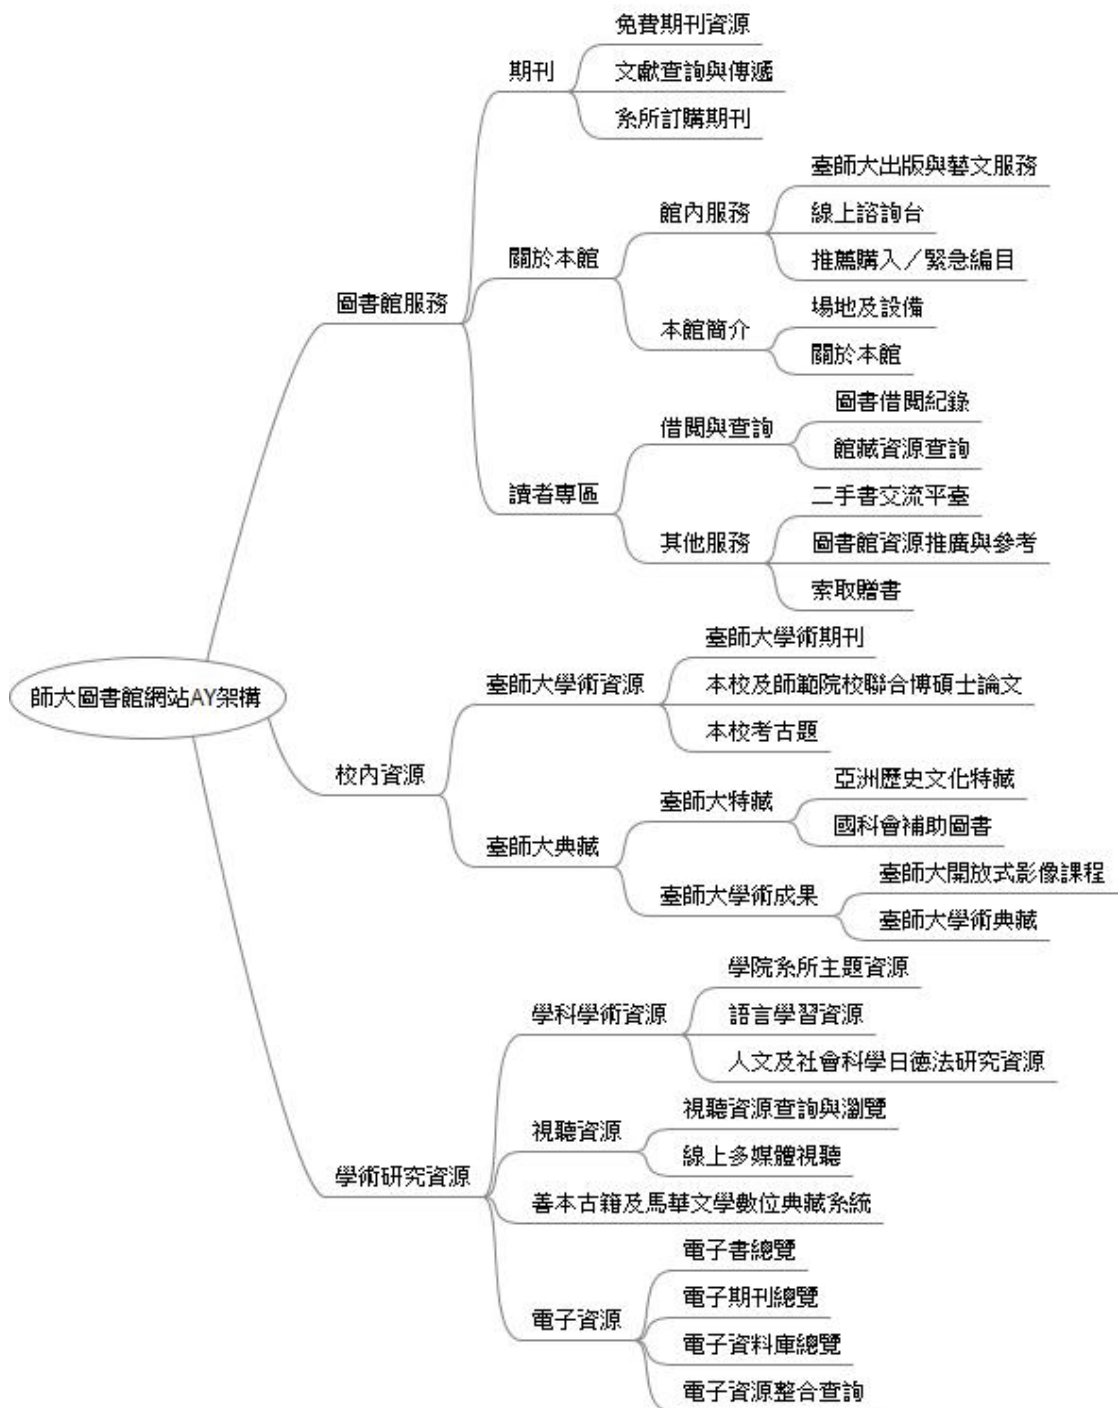 免費期刊資源
期刊
文獻查詢與傳遞
系所訂購期刊
臺師大出版與藝文服務
館內服務
線上諮詢台
關於本館
推薦購入／緊急編目
圖書館服務
場地及設備
本館簡介
關於本館
圖書借閱紀錄
借閱與查詢
館藏資源查詢
讀者專區
二手書交流平臺
其他服務
圖書館資源推廣與參考
索取贈書
臺師大學術期刊
師大圖書館網站AY架構
臺師大學術資源
本校及師範院校聯合博碩士論文
本校考古題
校內資源
亞洲歷史文化特藏
臺師大特藏
國科會補助圖書
臺師大典藏
臺師大開放式影像課程
臺師大學術成果
臺師大學術典藏
學院系所主題資源
學科學術資源
語言學習資源
人文及社會科學日德法研究資源
視聽資源查詢與瀏覽
視聽資源
線上多媒體視聽
學術研究資源
善本古籍及馬華文學數位典藏系統
電子書總覽
電子期刊總覽
電子資源
電子資料庫總覽
電子資源整合查詢